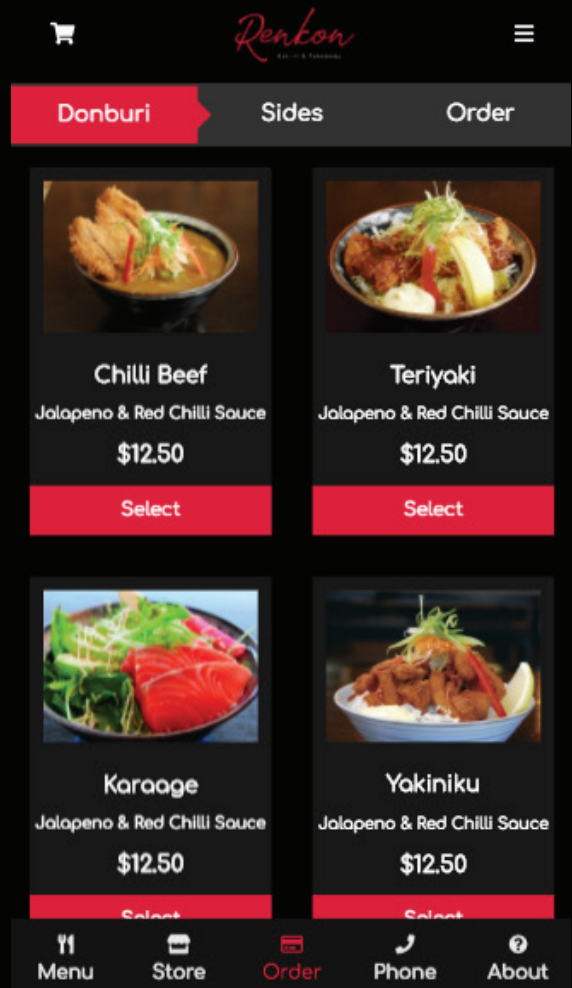 Renkon
Donburi
Sides
Order
Chilli Beef
Jalapeno & Red Chilli Sauce
$12.50
Select
Teriyaki
Jalapeno & Red Chilli Sauce
$12.50
Select
Karaage
Jalapeno & Red Chilli Sauce
$12.50
Select
Yakiniku
Jalapeno & Red Chilli Sauce
$12.50
Select
Menu
Store
Order
Phone
About